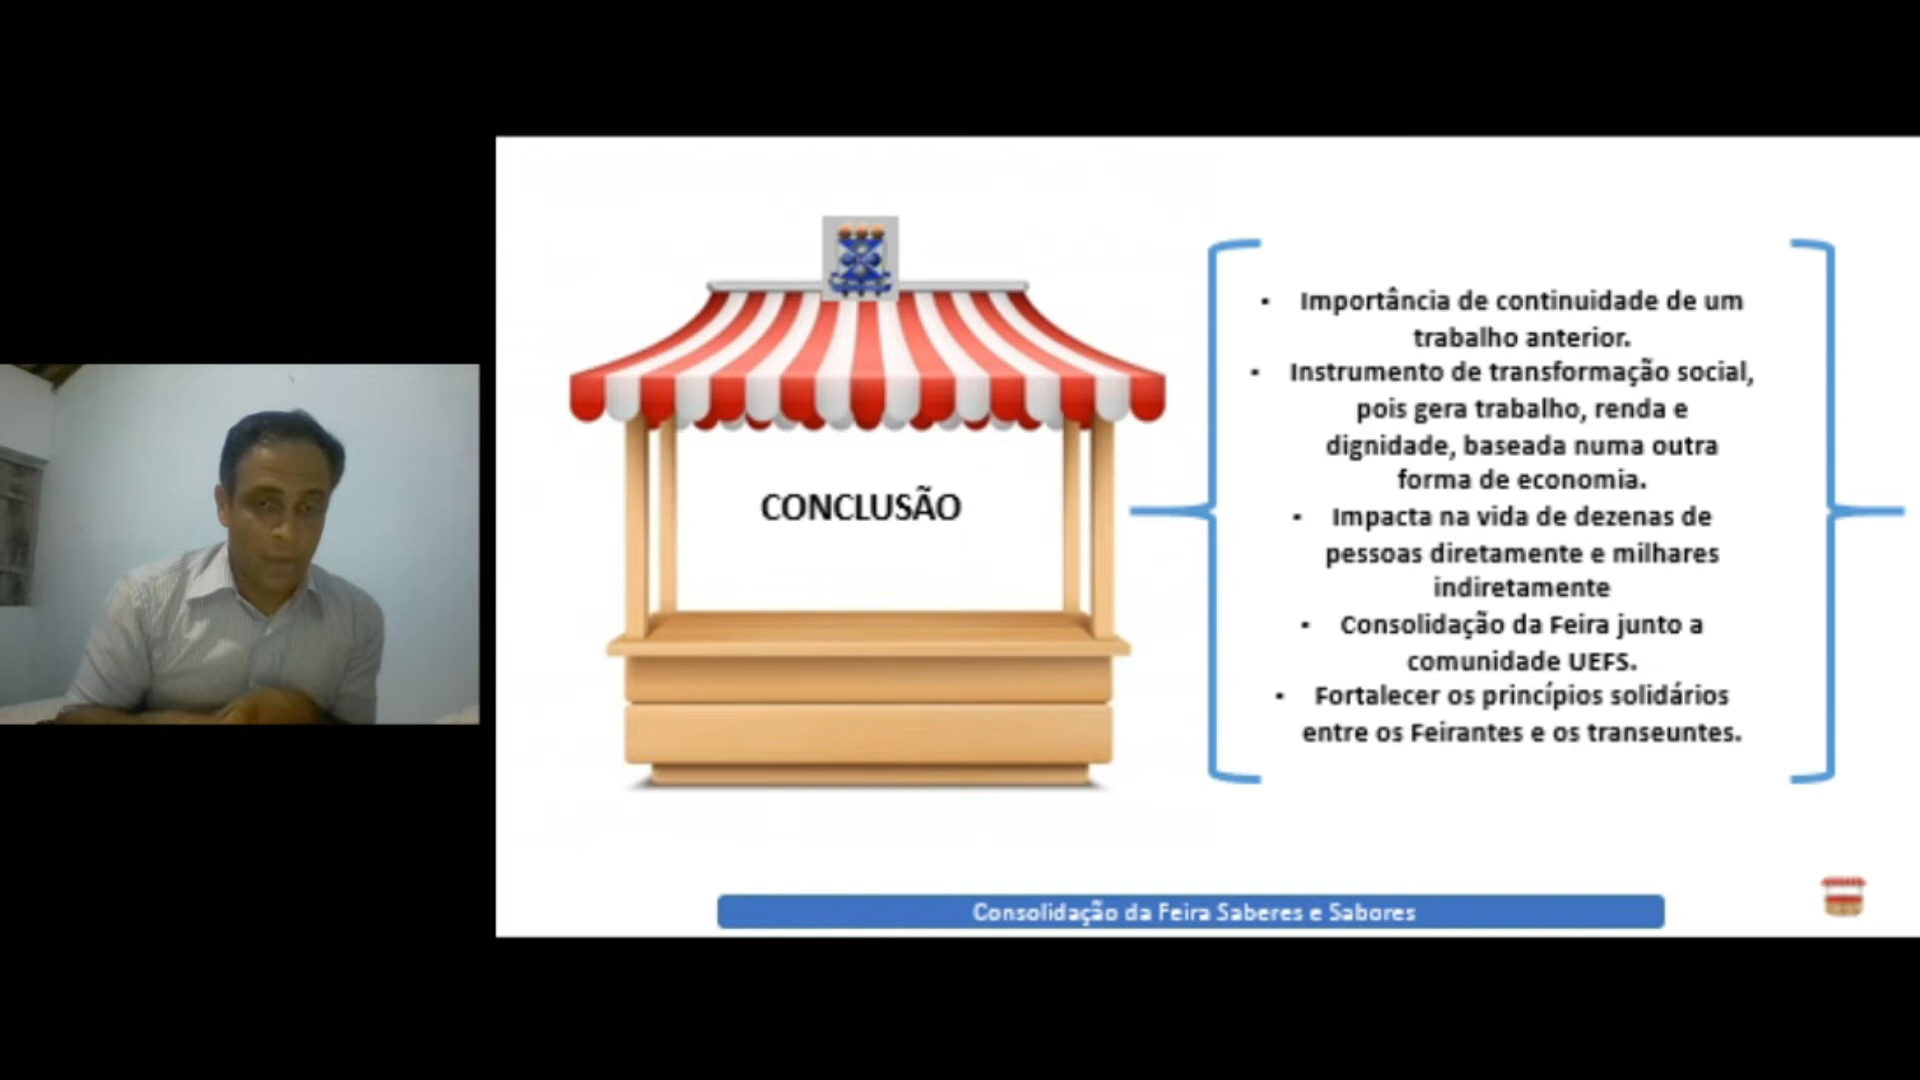 CONCLUSÃO
▪ Importância de continuidade de um
trabalho anterior.
▪ Instrumento de transformação social,
pois gera trabalho, renda e
dignidade, baseada numa outra
forma de economia.
▪ Impacta na vida de dezenas de
pessoas diretamente e milhares
indiretamente
▪ Consolidação da Feira junto a
comunidade UEFS.
▪ Fortalecer os princípios solidários
entre os Feirantes e os transeuntes.
Consolidação da Feira Saberes e Sabores